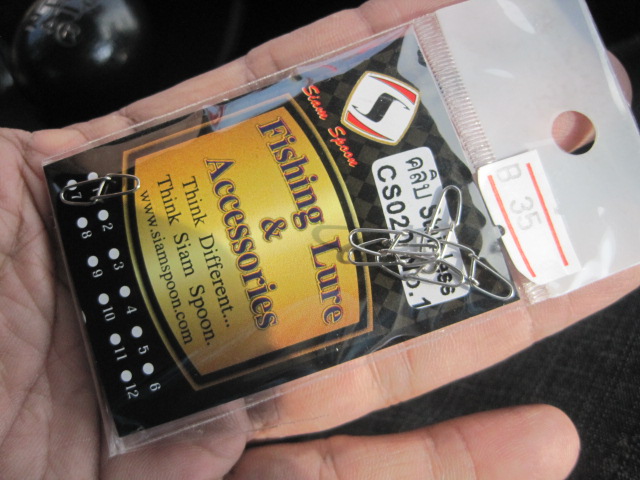 Siam Spoon
Fishing Lure
&
Accessories
Think Different...
Think Siam Spoon.
www.siamspoon.com
คลิป
No.1
B 35
2
3
4
5
6
7
8
9
10
11
12